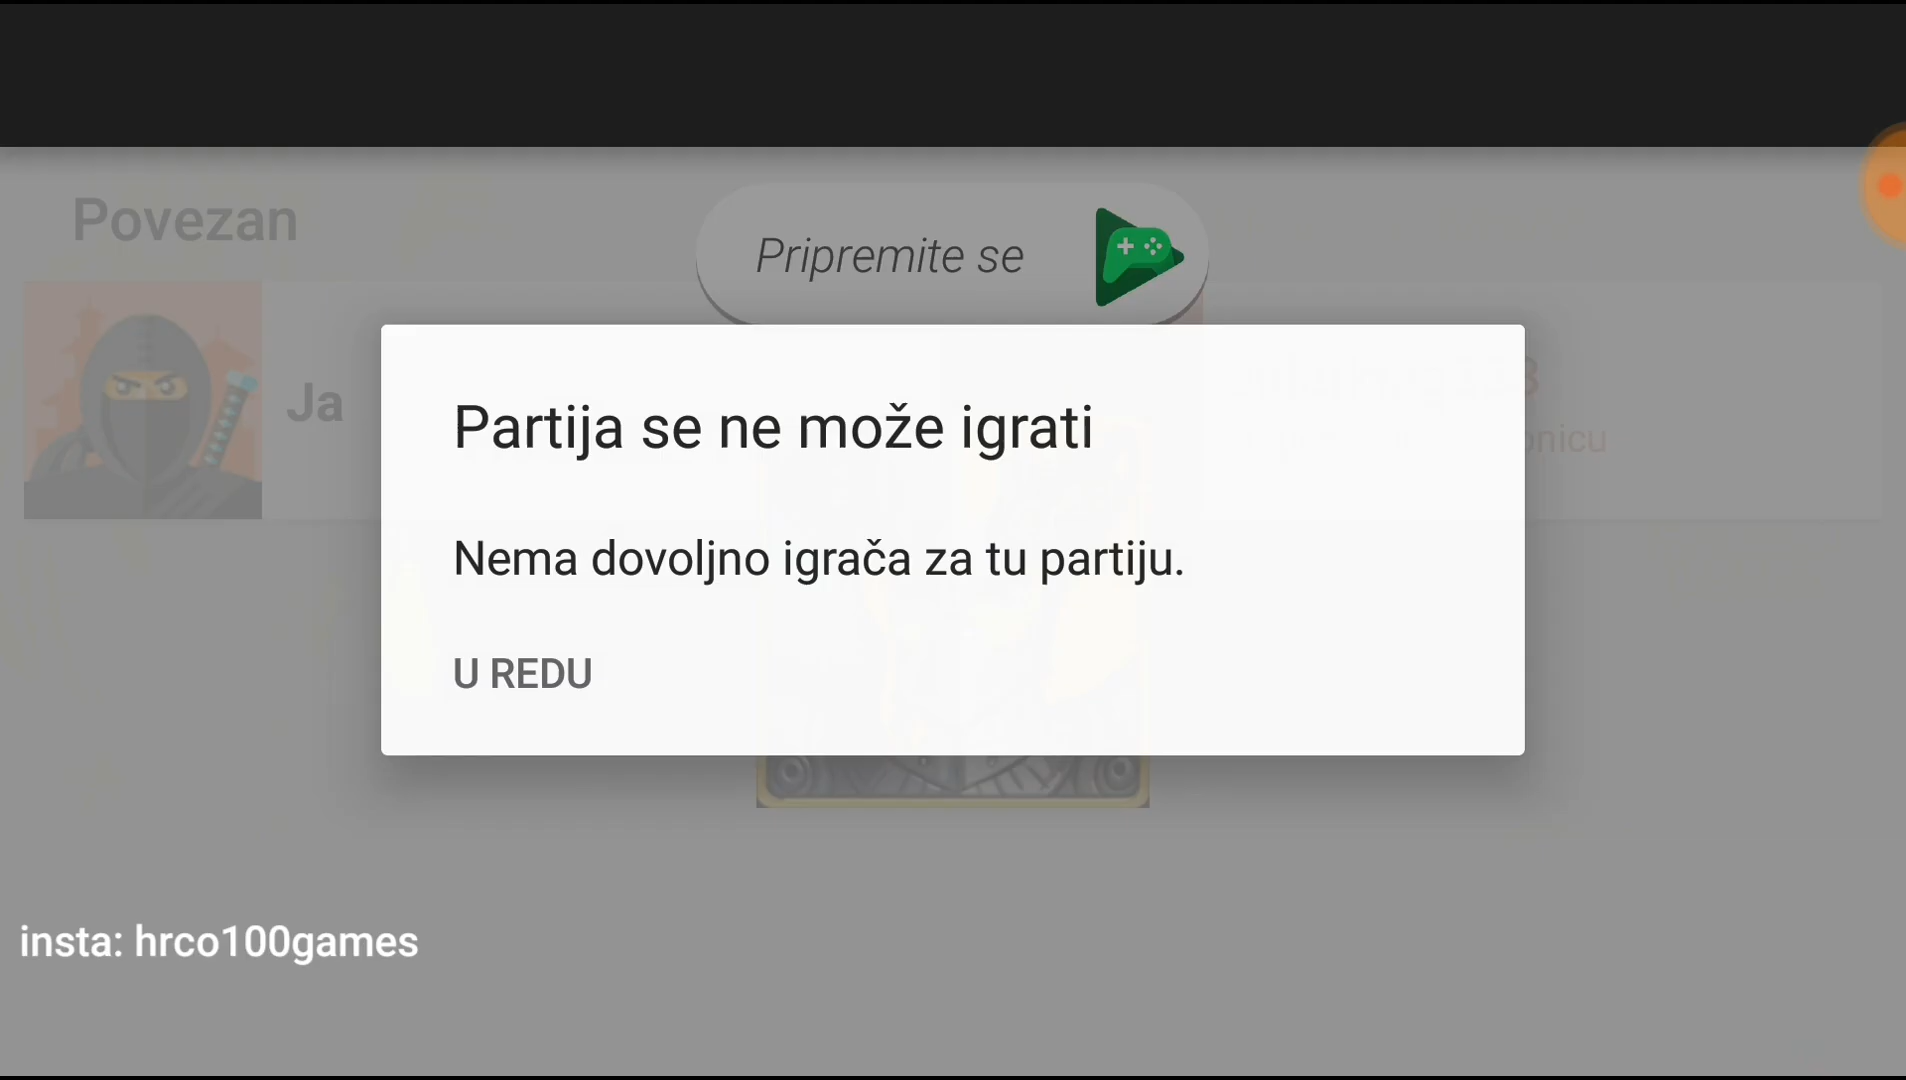 Povezan
Pripremite se
Ja
Partija se ne može igrati
Nema dovoljno igrača za tu partiju.
U REDU
insta: hrco100games